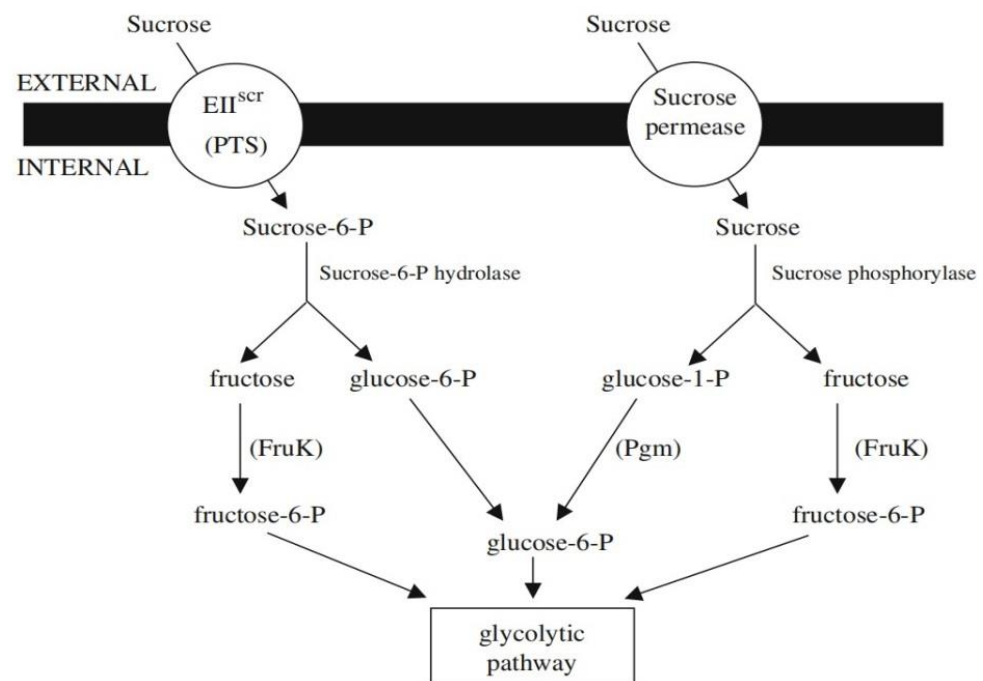 Sucrose
Sucrose
EXTERNAL
EII^scr
(PTS)
Sucrose
permease
INTERNAL
Sucrose-6-P
Sucrose
Sucrose-6-P hydrolase
Sucrose phosphorylase
fructose
glucose-6-P
glucose-1-P
fructose
(FruK)
(Pgm)
(FruK)
fructose-6-P
glucose-6-P
fructose-6-P
glycolytic
pathway